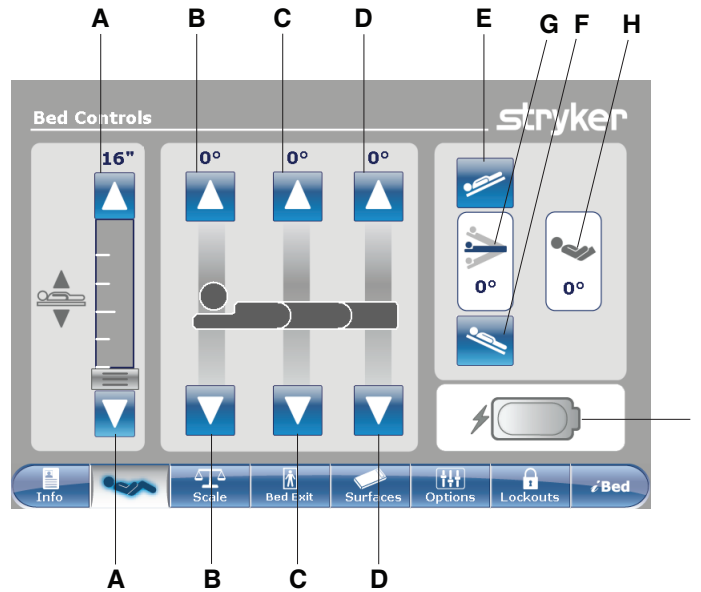 A B C D E G F H
Bed Controls stryker
16" 0° 0° 0°
0° 0°
Info Scale Bed Exit Surfaces Options Lockouts iBed
A B C D